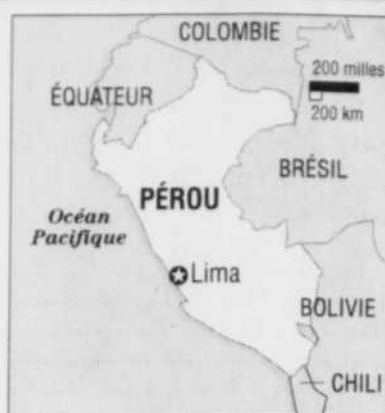 COLOMBIE
200 milles
200 km
ÉQUATEUR
BRÉSIL
PÉROU
Océan
Pacifique
Lima
BOLIVIE
CHILI